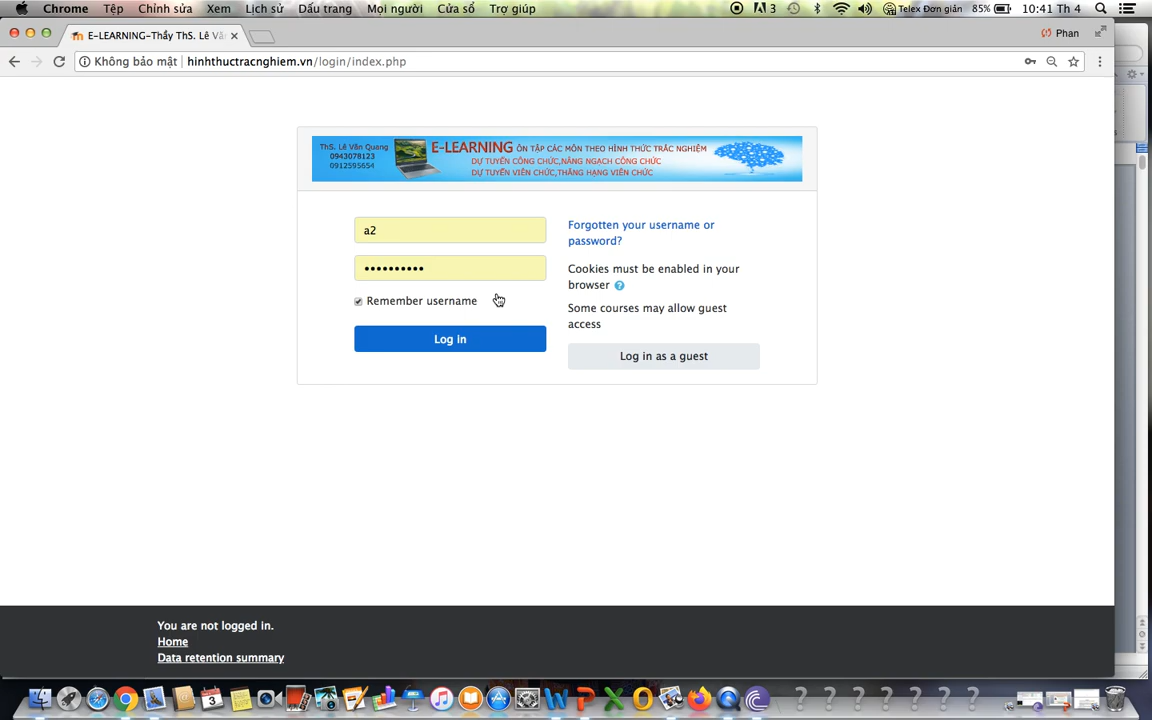 Chrome Tệp Chỉnh sửa Xem Lịch sử Dấu trang Mọi người Cửa sổ Trợ giúp 3 Telex Đơn giản 85% 10:41 Th 4
E-LEARNING-Thầy ThS. Lê Vă Phan
Không bảo mật hinhthuctracnghiem.vn/login/index.php
ThS. Lê Văn Quang
0943078123
0912595654
E-LEARNING ÔN TẬP CÁC MÔN THEO HÌNH THỨC TRẮC NGHIỆM
DỰ TUYỂN CÔNG CHỨC,NÂNG NGẠCH CÔNG CHỨC
DỰ TUYỂN VIÊN CHỨC,THĂNG HẠNG VIÊN CHỨC
a2
••••••••••
Remember username
Log in
Forgotten your username or
password?
Cookies must be enabled in your
browser ?
Some courses may allow guest
access
Log in as a guest
You are not logged in.
Home
Data retention summary
3
? ? ? ? ? ? ?